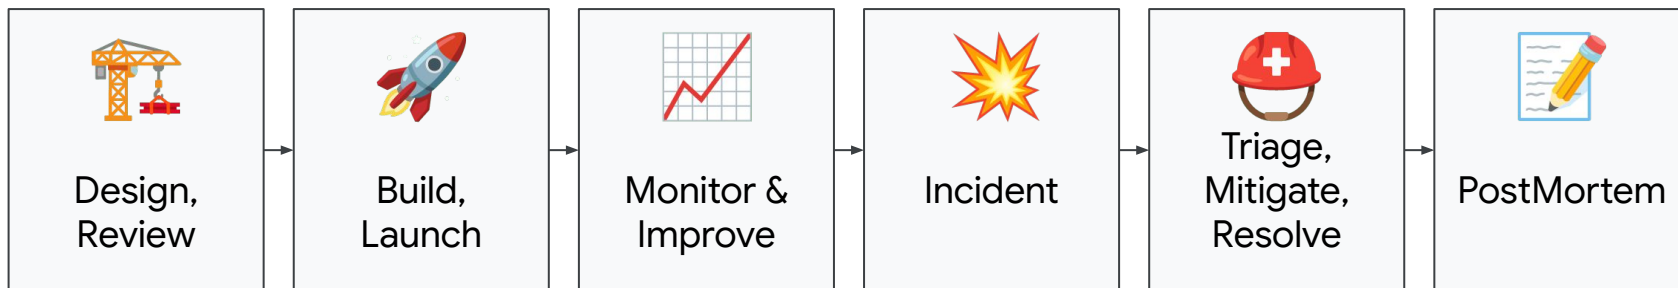 Design,
Review
Build,
Launch
Monitor &
Improve
Incident
Triage,
Mitigate,
Resolve
PostMortem